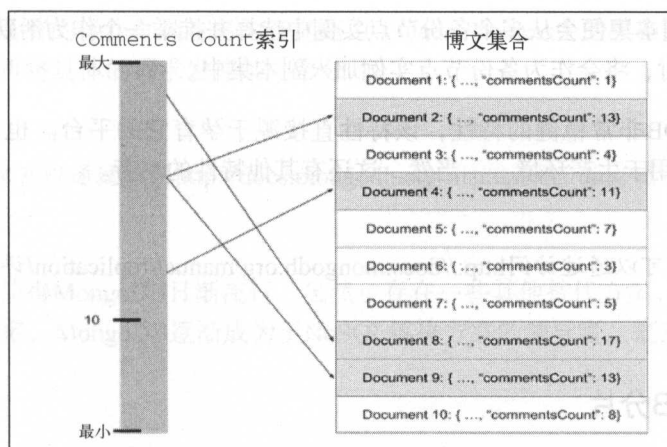 Comments Count索引
博文集合
最大
10
最小
Document 1: { ..., "commentsCount": 1}
Document 2: { ..., "commentsCount": 13}
Document 3: { ..., "commentsCount": 4}
Document 4: { ..., "commentsCount": 11}
Document 5: { ..., "commentsCount": 7}
Document 6: { ..., "commentsCount": 3}
Document 7: { ..., "commentsCount": 5}
Document 8: { ..., "commentsCount": 17}
Document 9: { ..., "commentsCount": 13}
Document 10: { ..., "commentsCount": 8}